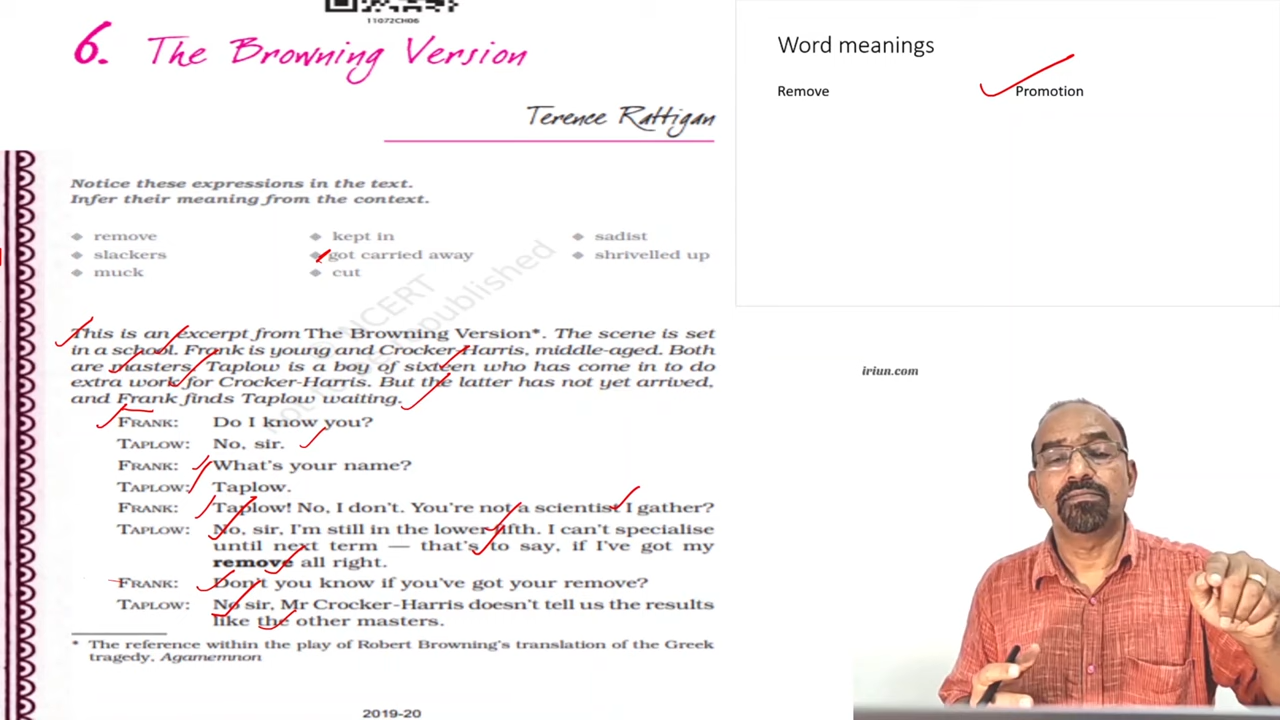 11072CH06
6. The Browning Version
Terence Rattigan
Notice these expressions in the text.
Infer their meaning from the context.
remove kept in sadist
slackers got carried away shrivelled up
muck cut
This is an excerpt from The Browning Version*. The scene is set
in a school. Frank is young and Crocker-Harris, middle-aged. Both
are masters. Taplow is a boy of sixteen who has come in to do
extra work for Crocker-Harris. But the latter has not yet arrived,
and Frank finds Taplow waiting.
FRANK: Do I know you?
TAPLOW: No, sir.
FRANK: What's your name?
TAPLOW: Taplow.
FRANK: Taplow! No, I don't. You're not a scientist I gather?
TAPLOW: No, sir, I'm still in the lower fifth. I can't specialise
until next term — that's to say, if I've got my
remove all right.
FRANK: Don't you know if you've got your remove?
TAPLOW: No sir, Mr Crocker-Harris doesn't tell us the results
like the other masters.
* The reference within the play of Robert Browning's translation of the Greek
tragedy, Agamemnon
2019-20
Word meanings
Remove Promotion
iriun.com